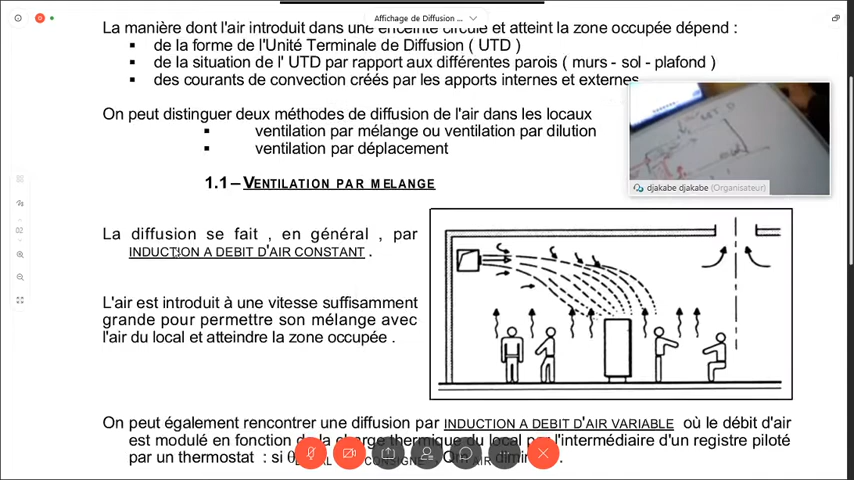 Affichage de Diffusion ...
La manière dont l'air introduit dans une enceinte circule et atteint la zone occupée dépend :
▪ de la forme de l'Unité Terminale de Diffusion ( UTD )
▪ de la situation de l' UTD par rapport aux différentes parois ( murs - sol - plafond )
▪ des courants de convection créés par les apports internes et externes
On peut distinguer deux méthodes de diffusion de l'air dans les locaux
▪ ventilation par mélange ou ventilation par dilution
▪ ventilation par déplacement
djakabe djakabe (Organisateur)
1.1 – VENTILATION PAR MELANGE
La diffusion se fait , en général , par
INDUCTION A DEBIT D'AIR CONSTANT .
L'air est introduit à une vitesse suffisamment
grande pour permettre son mélange avec
l'air du local et atteindre la zone occupée .
On peut également rencontrer une diffusion par INDUCTION A DEBIT D'AIR VARIABLE où le débit d'air
est modulé en fonction de la charge thermique du local par l'intermédiaire d'un registre piloté
par un thermostat : si θ CONSIGNE AIR